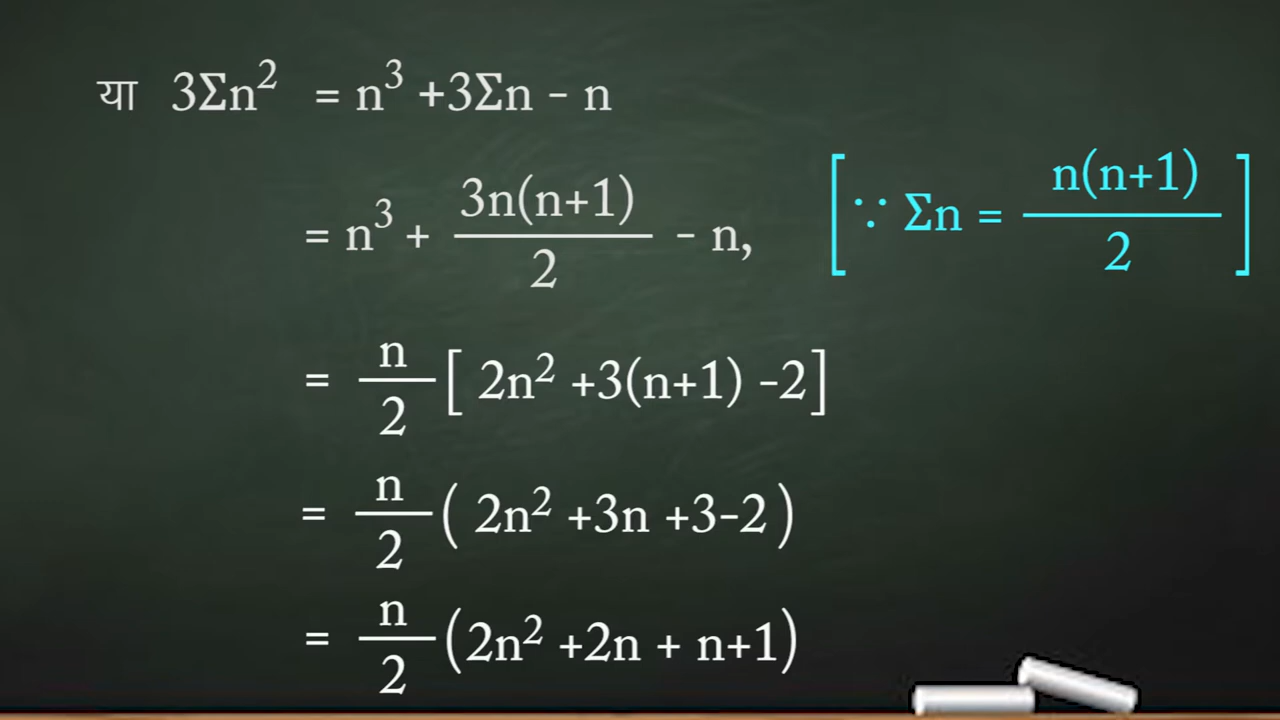 या 3Σn² = n³ +3Σn - n
= n³ + 3n(n+1)/2 - n, [∵ Σn = n(n+1)/2]
= n/2 [ 2n² +3(n+1) -2]
= n/2 ( 2n² +3n +3-2 )
= n/2 (2n² +2n + n+1)